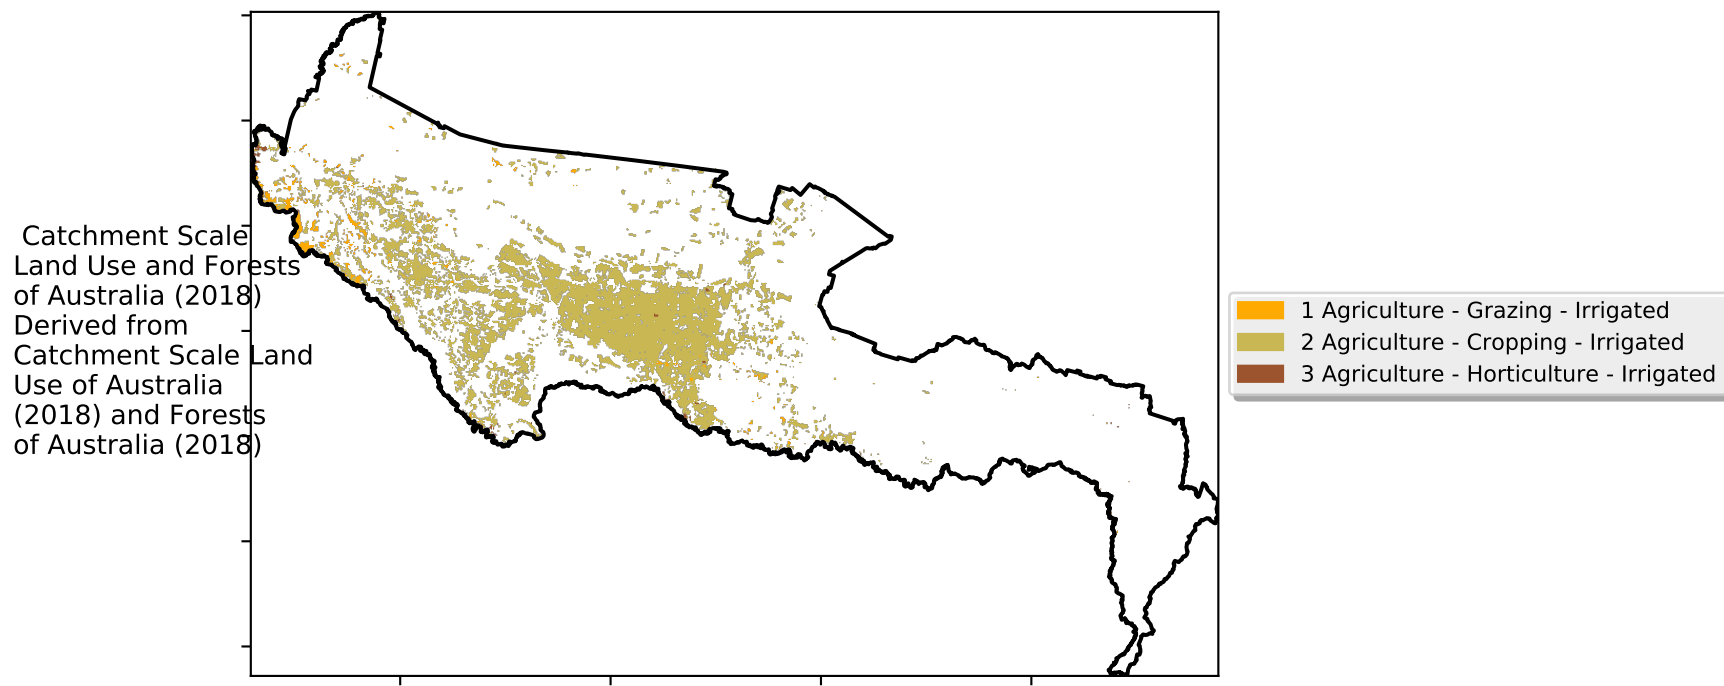 Catchment Scale
Land Use and Forests
of Australia (2018)
Derived from
Catchment Scale Land
Use of Australia
(2018) and Forests
of Australia (2018)
1 Agriculture - Grazing - Irrigated
2 Agriculture - Cropping - Irrigated
3 Agriculture - Horticulture - Irrigated